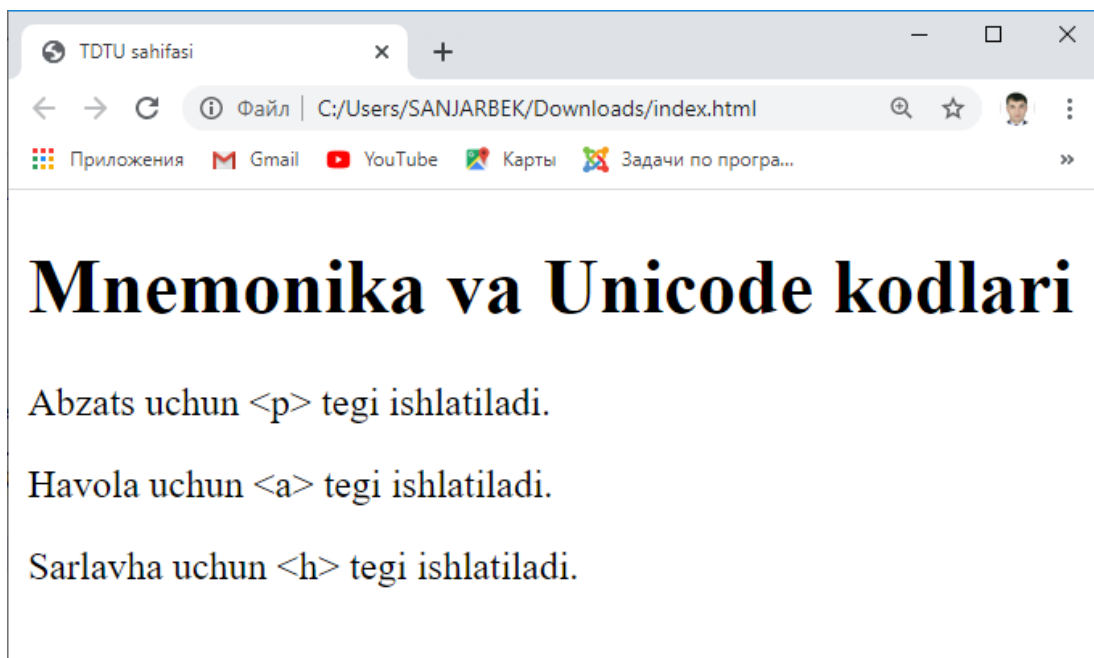 TDTU sahifasi
Файл | C:/Users/SANJARBEK/Downloads/index.html
Приложения Gmail YouTube Карты Задачи по програ... »
Mnemonika va Unicode kodlari
Abzats uchun <p> tegi ishlatiladi.
Havola uchun <a> tegi ishlatiladi.
Sarlavha uchun <h> tegi ishlatiladi.